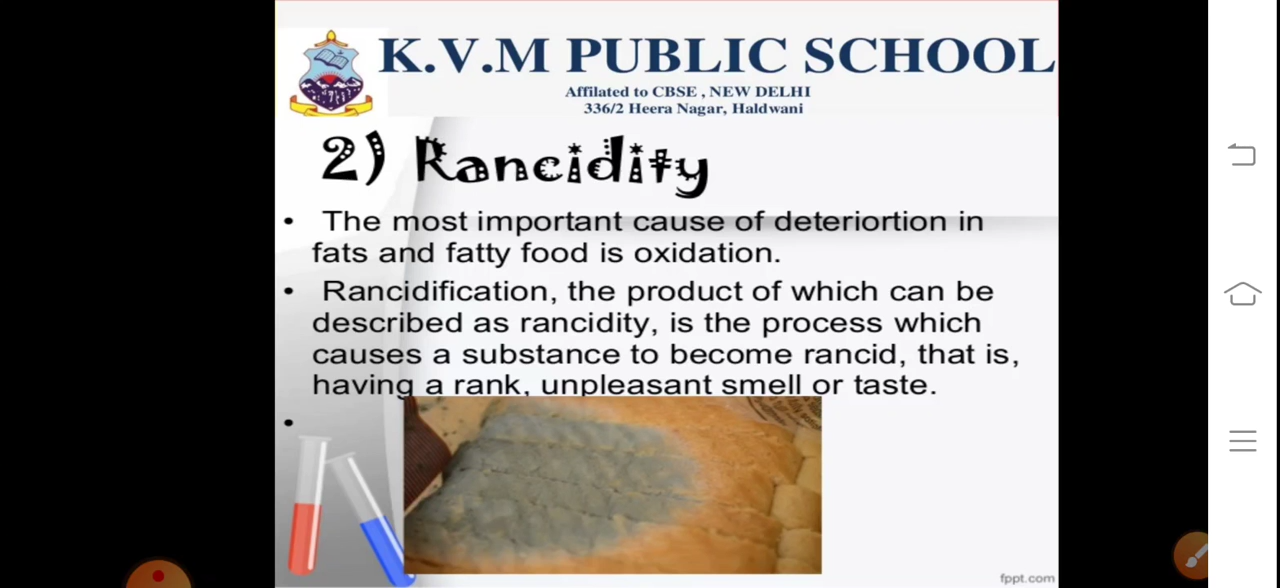 K.V.M PUBLIC SCHOOL
Affilated to CBSE , NEW DELHI
336/2 Heera Nagar, Haldwani
2) Rancidity
• The most important cause of deteriortion in
fats and fatty food is oxidation.
• Rancidification, the product of which can be
described as rancidity, is the process which
causes a substance to become rancid, that is,
having a rank, unpleasant smell or taste.
•
fppt.com